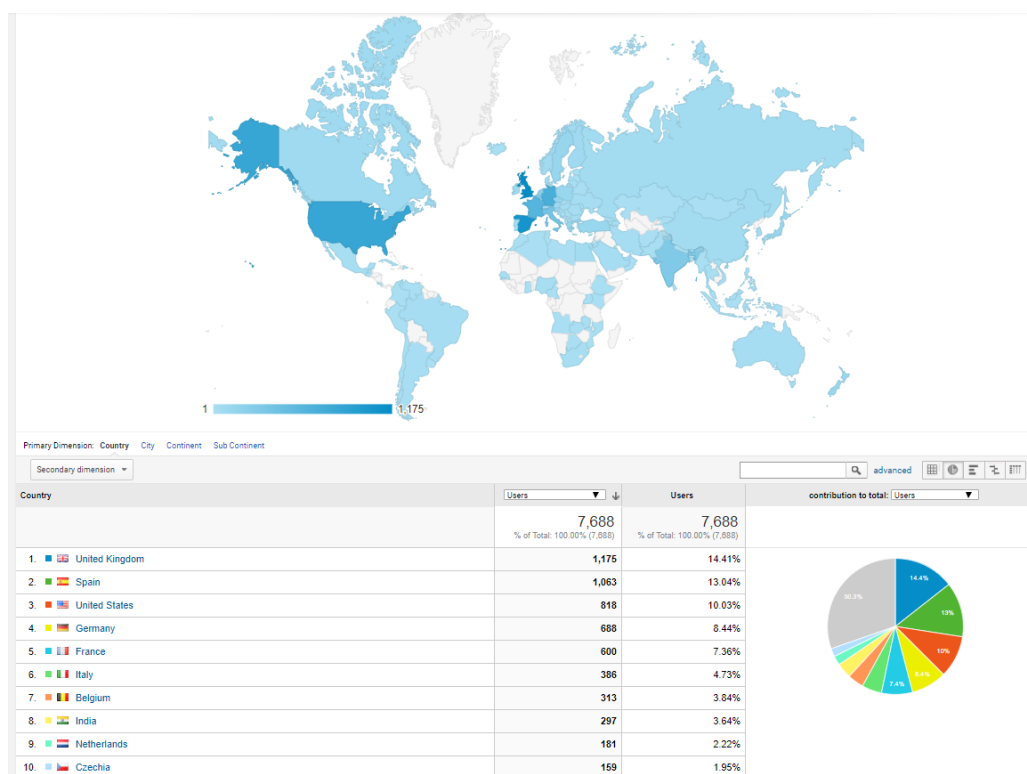 1 1,175
Primary Dimension: Country City Continent Sub Continent
Secondary dimension advanced
Country Users Users contribution to total: Users
7,688 7,688
% of Total: 100.00% (7,688) % of Total: 100.00% (7,688)
1. United Kingdom 1,175 14.41%
2. Spain 1,063 13.04%
3. United States 818 10.03%
4. Germany 688 8.44%
5. France 600 7.36%
6. Italy 386 4.73%
7. Belgium 313 3.84%
8. India 297 3.64%
9. Netherlands 181 2.22%
10. Czechia 159 1.95%
14.4%
30.3%
13%
10%
8.4%
7.4%